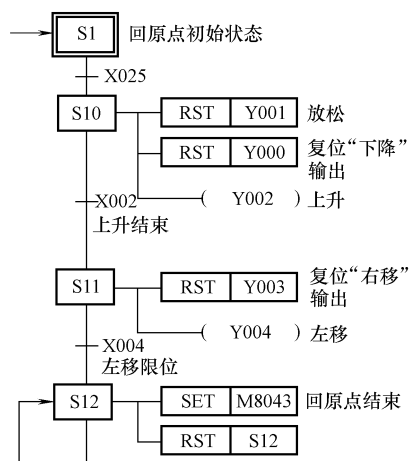 S1 回原点初始状态
X025
S10 RST Y001 放松
RST Y000 复位“下降”
输出
( Y002 ) 上升
X002
上升结束
S11 RST Y003 复位“右移”
输出
( Y004 ) 左移
X004
左移限位
S12 SET M8043 回原点结束
RST S12